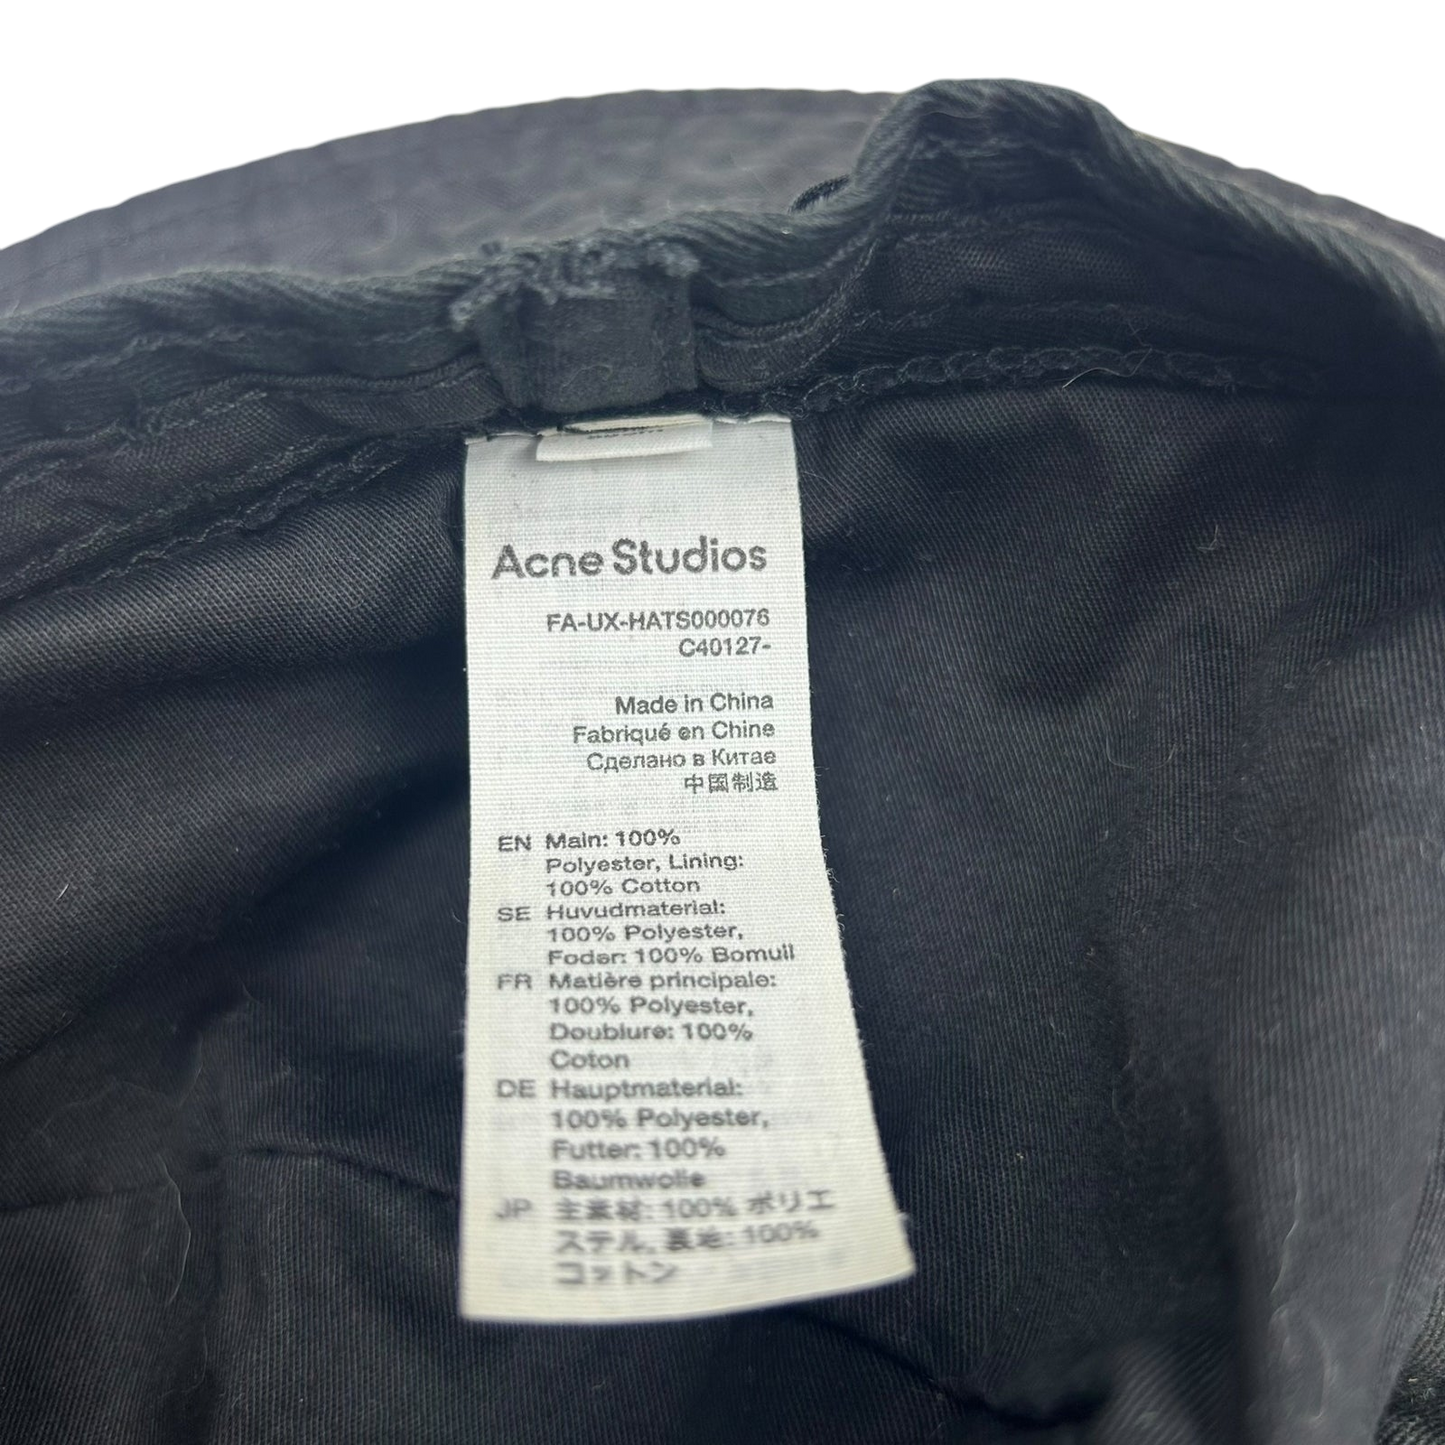 Acne Studios
FA-UX-HATS000076
C40127-
Made in China
Fabriqué en Chine
Сделано в Китае
中国制造
EN Main: 100%
Polyester, Lining:
100% Cotton
SE Huvudmaterial:
100% Polyester,
Foder: 100% Bomull
FR Matière principale:
100% Polyester,
Doublure: 100%
Coton
DE Hauptmaterial:
100% Polyester,
Futter: 100%
Baumwolle
JP 主素材: 100% ポリエ
ステル, 裏地: 100%
コットン